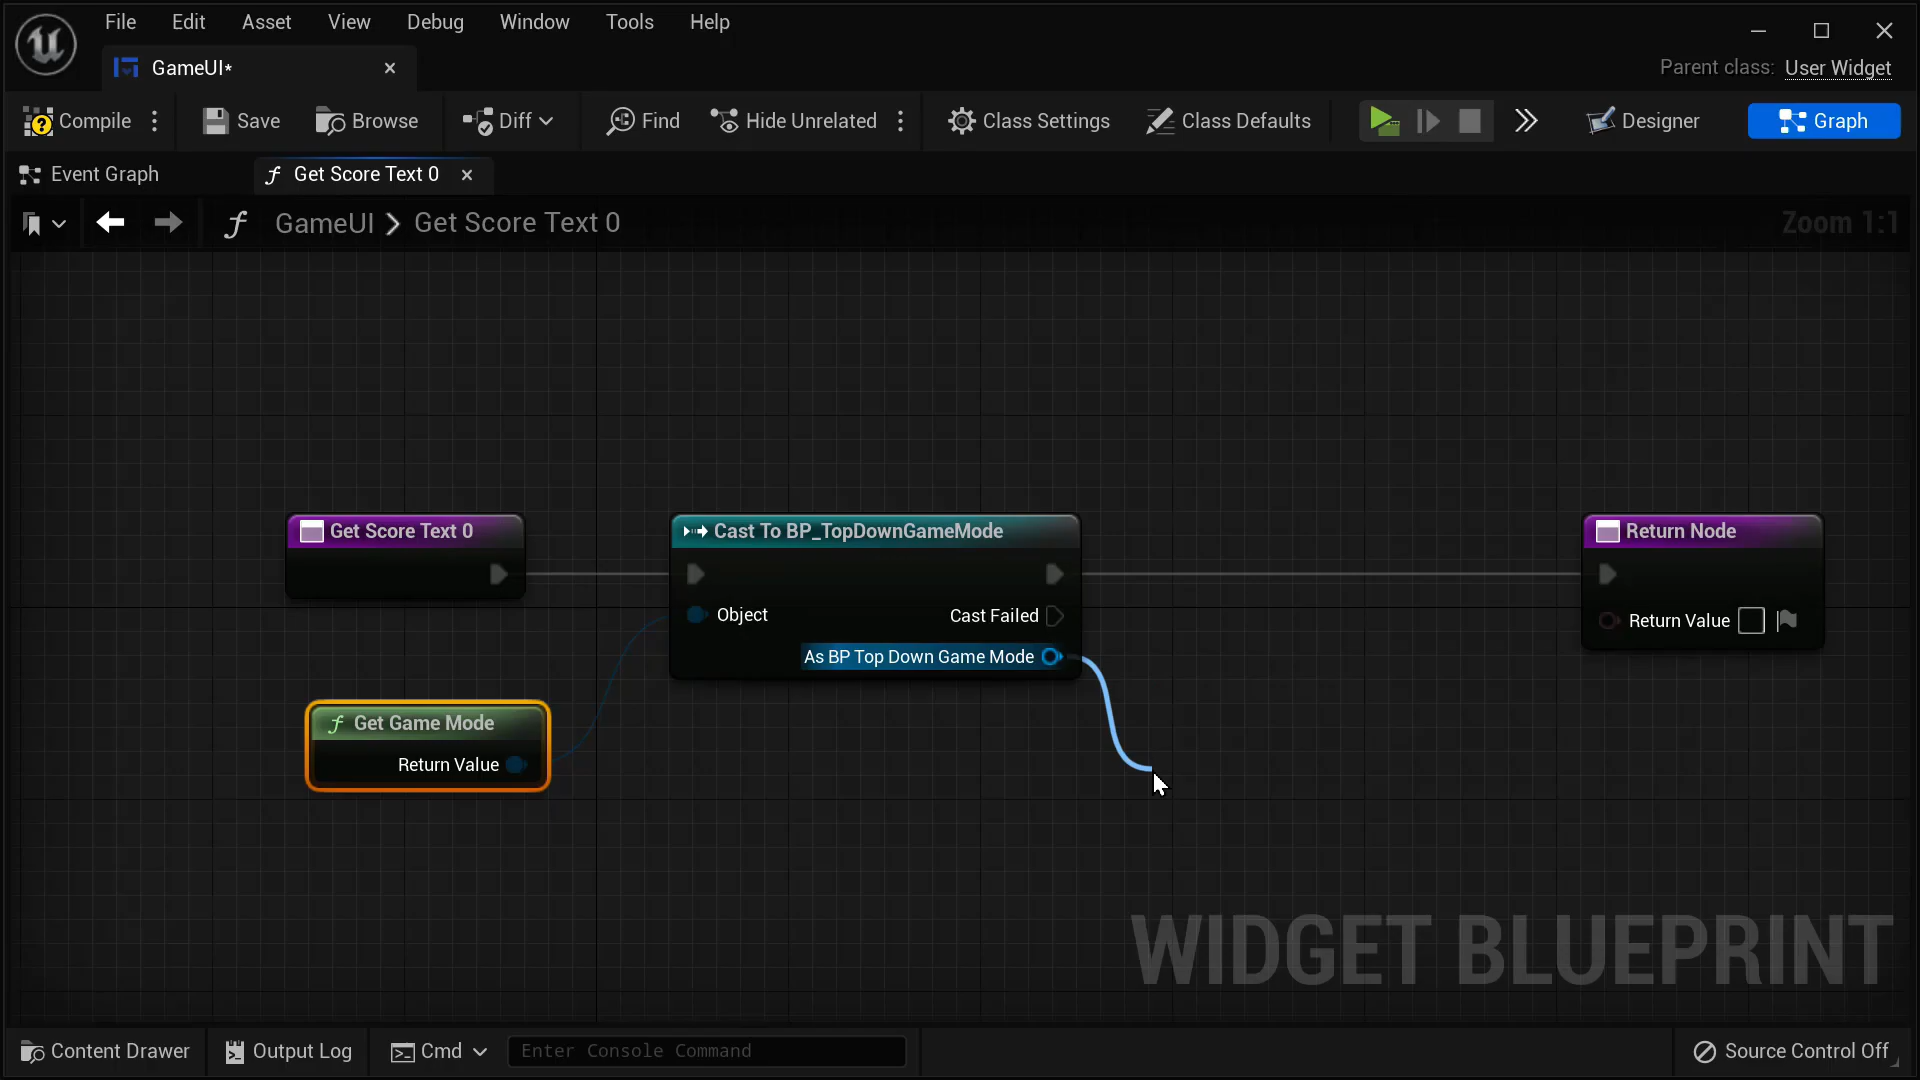 File Edit Asset View Debug Window Tools Help
GameUI*
Parent class: User Widget
Compile Save Browse Diff Find Hide Unrelated Class Settings Class Defaults Designer Graph
Event Graph Get Score Text 0
GameUI Get Score Text 0 Zoom 1:1
Get Score Text 0
Cast To BP_TopDownGameMode
Object
Cast Failed
As BP Top Down Game Mode
Return Node
Return Value
Get Game Mode
Return Value
WIDGET BLUEPRINT
Content Drawer Output Log Cmd Enter Console Command Source Control Off